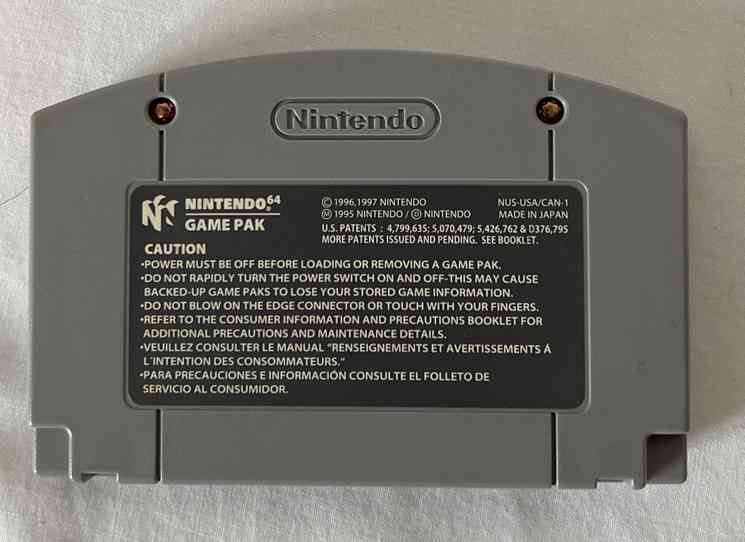 Nintendo
NINTENDO64
GAME PAK
© 1996,1997 NINTENDO
Ⓜ 1995 NINTENDO / Ⓟ NINTENDO
NUS-USA/CAN-1
MADE IN JAPAN
U.S. PATENTS : 4,799,635; 5,070,479; 5,426,762 & D376,795
MORE PATENTS ISSUED AND PENDING. SEE BOOKLET.
CAUTION
•POWER MUST BE OFF BEFORE LOADING OR REMOVING A GAME PAK.
•DO NOT RAPIDLY TURN THE POWER SWITCH ON AND OFF-THIS MAY CAUSE
BACKED-UP GAME PAKS TO LOSE YOUR STORED GAME INFORMATION.
•DO NOT BLOW ON THE EDGE CONNECTOR OR TOUCH WITH YOUR FINGERS.
•REFER TO THE CONSUMER INFORMATION AND PRECAUTIONS BOOKLET FOR
ADDITIONAL PRECAUTIONS AND MAINTENANCE DETAILS.
•VEUILLEZ CONSULTER LE MANUAL "RENSEIGNEMENTS ET AVERTISSEMENTS Á
L'INTENTION DES CONSOMMATEURS."
•PARA PRECAUCIONES E INFORMACIÓN CONSULTE EL FOLLETO DE
SERVICIO AL CONSUMIDOR.